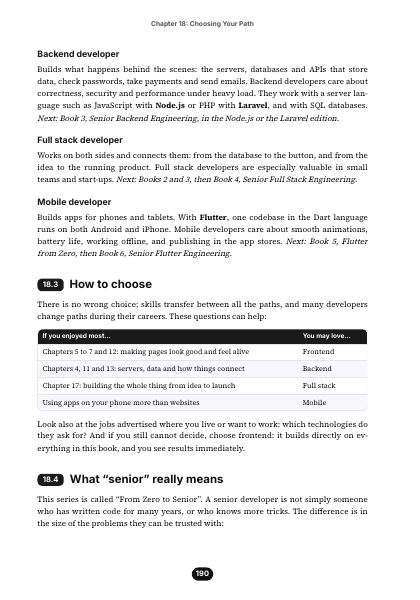 Chapter 18: Choosing Your Path
Backend developer
Builds what happens behind the scenes: the servers, databases and APIs that store
data, check passwords, take payments and send emails. Backend developers care about
correctness, security and performance under heavy load. They work with a server lan-
guage such as JavaScript with Node.js or PHP with Laravel, and with SQL databases.
Next: Book 3, Senior Backend Engineering, in the Node.js or the Laravel edition.
Full stack developer
Works on both sides and connects them: from the database to the button, and from the
idea to the running product. Full stack developers are especially valuable in small
teams and start-ups. Next: Books 2 and 3, then Book 4, Senior Full Stack Engineering.
Mobile developer
Builds apps for phones and tablets. With Flutter, one codebase in the Dart language
runs on both Android and iPhone. Mobile developers care about smooth animations,
battery life, working offline, and publishing in the app stores. Next: Book 5, Flutter
from Zero, then Book 6, Senior Flutter Engineering.
18.3 How to choose
There is no wrong choice; skills transfer between all the paths, and many developers
change paths during their careers. These questions can help:
If you enjoyed most… You may love…
Chapters 5 to 7 and 12: making pages look good and feel alive Frontend
Chapters 4, 11 and 13: servers, data and how things connect Backend
Chapter 17: building the whole thing from idea to launch Full stack
Using apps on your phone more than websites Mobile
Look also at the jobs advertised where you live or want to work: which technologies do
they ask for? And if you still cannot decide, choose frontend: it builds directly on ev-
erything in this book, and you see results immediately.
18.4 What “senior” really means
This series is called “From Zero to Senior”. A senior developer is not simply someone
who has written code for many years, or who knows more tricks. The difference is in
the size of the problems they can be trusted with:
190